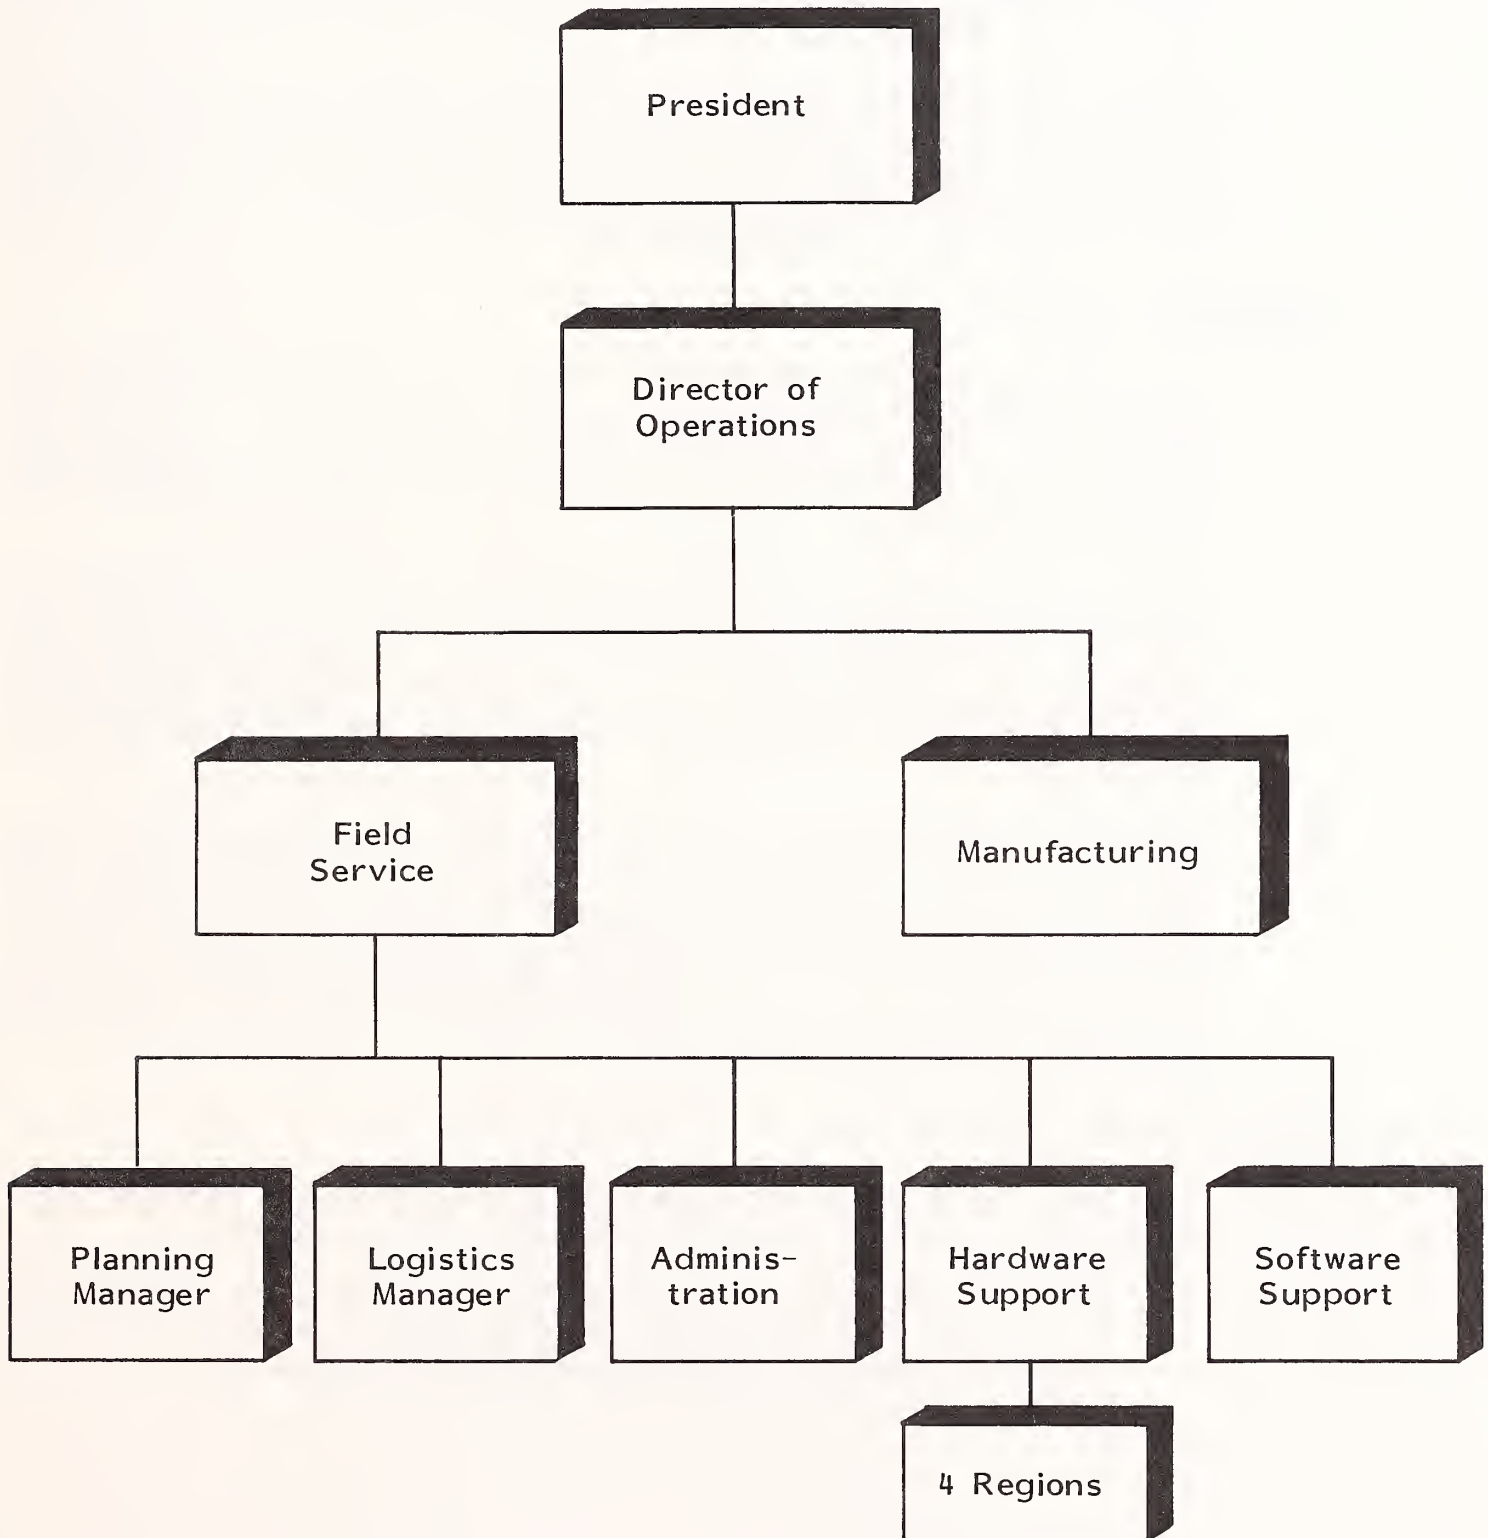 President
Director of
Operations
Field
Service
Manufacturing
Planning
Manager
Logistics
Manager
Adminis-
tration
Hardware
Support
Software
Support
4 Regions